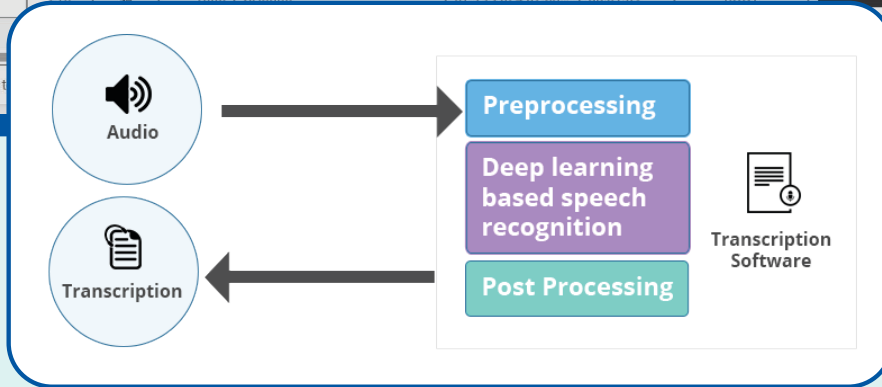 Audio
Preprocessing
Deep learning
based speech
recognition
Post Processing
Transcription
Software
Transcription